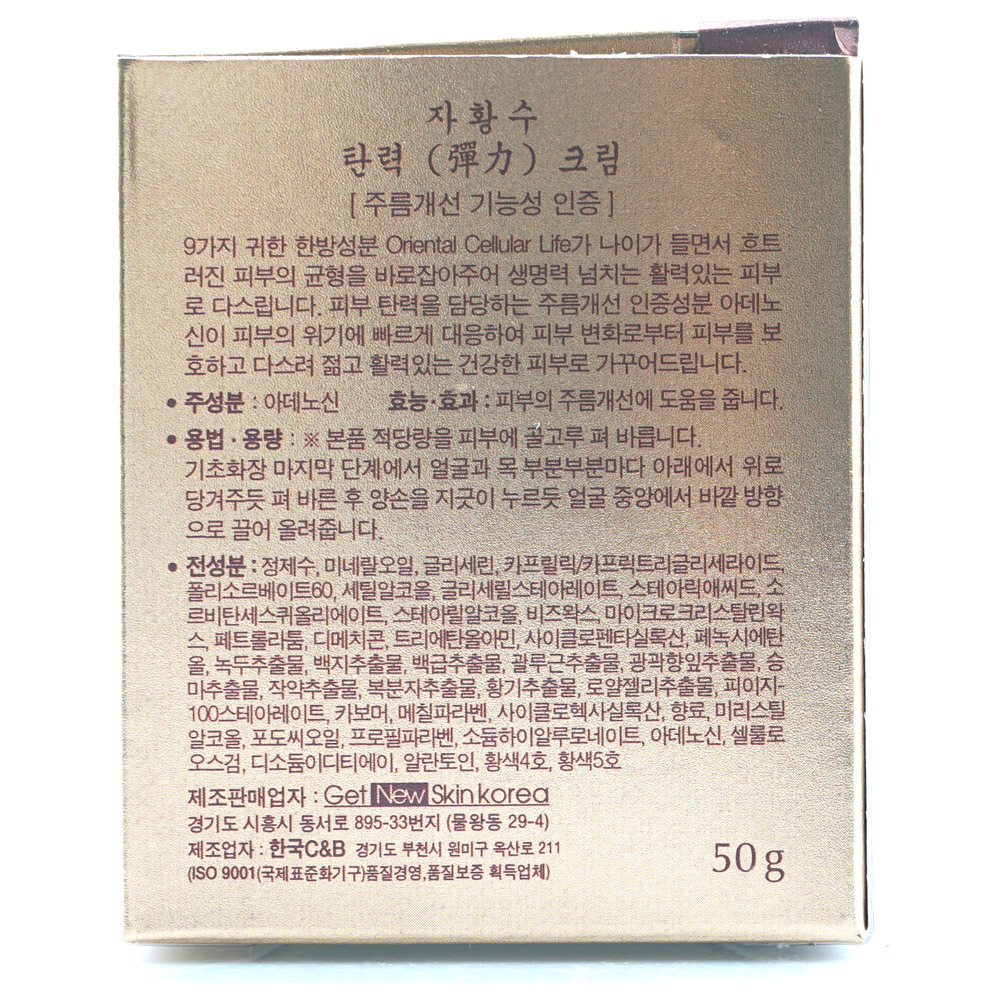 자황수
탄력 (彈力) 크림
[ 주름개선 기능성 인증 ]
9가지 귀한 한방성분 Oriental Cellular Life가 나이가 들면서 흐트
러진 피부의 균형을 바로잡아주어 생명력 넘치는 활력있는 피부
로 다스립니다. 피부 탄력을 담당하는 주름개선 인증성분 아데노
신이 피부의 위기에 빠르게 대응하여 피부 변화로부터 피부를 보
호하고 다스려 젊고 활력있는 건강한 피부로 가꾸어드립니다.
• 주성분 : 아데노신 효능·효과 : 피부의 주름개선에 도움을 줍니다.
• 용법 · 용량 : ※ 본품 적당량을 피부에 골고루 펴 바릅니다.
기초화장 마지막 단계에서 얼굴과 목 부분부분마다 아래에서 위로
당겨주듯 펴 바른 후 양손을 지긋이 누르듯 얼굴 중앙에서 바깥 방향
으로 끌어 올려줍니다.
• 전성분 : 정제수, 미네랄오일, 글리세린, 카프릴릭/카프릭트리글리세라이드,
폴리소르베이트60, 세틸알코올, 글리세릴스테아레이트, 스테아릭애씨드, 소
르비탄세스퀴올리에이트, 스테아릴알코올, 비즈왁스, 마이크로크리스탈린왁
스, 페트롤라툼, 디메치콘, 트리에탄올아민, 사이클로펜타실록산, 페녹시에탄
올, 녹두추출물, 백지추출물, 백급추출물, 괄루근추출물, 광곽향잎추출물, 승
마추출물, 작약추출물, 복분자추출물, 황기추출물, 로얄젤리추출물, 피이지-
100스테아레이트, 카보머, 메칠파라벤, 사이클로헥사실록산, 향료, 미리스틸
알코올, 포도씨오일, 프로필파라벤, 소듐하이알루로네이트, 아데노신, 셀룰로
오스검, 디소듐이디티에이, 알란토인, 황색4호, 황색5호
제조판매업자 : Get New Skin korea
경기도 시흥시 동서로 895-33번지 (물왕동 29-4)
제조업자 : 한국C&B 경기도 부천시 원미구 옥산로 211
(ISO 9001(국제표준화기구)품질경영,품질보증 획득업체)
50g